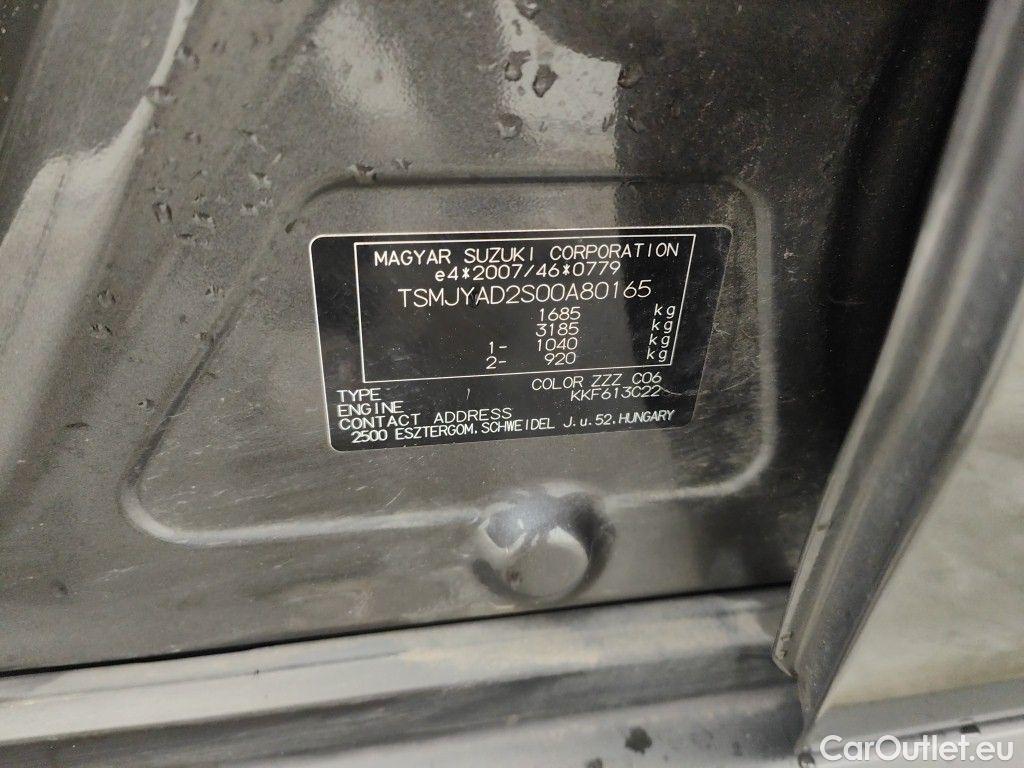 MAGYAR SUZUKI CORPORATION
e4*2007/46*0779
TSMJYAD2S00A80165
1685 kg
3185 kg
1- 1040 kg
2- 920 kg
COLOR ZZZ C06
TYPE KKF613C22
ENGINE
CONTACT ADDRESS
2500 ESZTERGOM, SCHWEIDEL J.u.52, HUNGARY
CarOutlet.eu